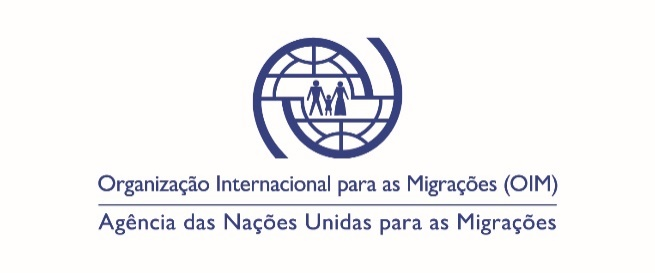 Organização Internacional para as Migrações (OIM)
Agência das Nações Unidas para as Migrações